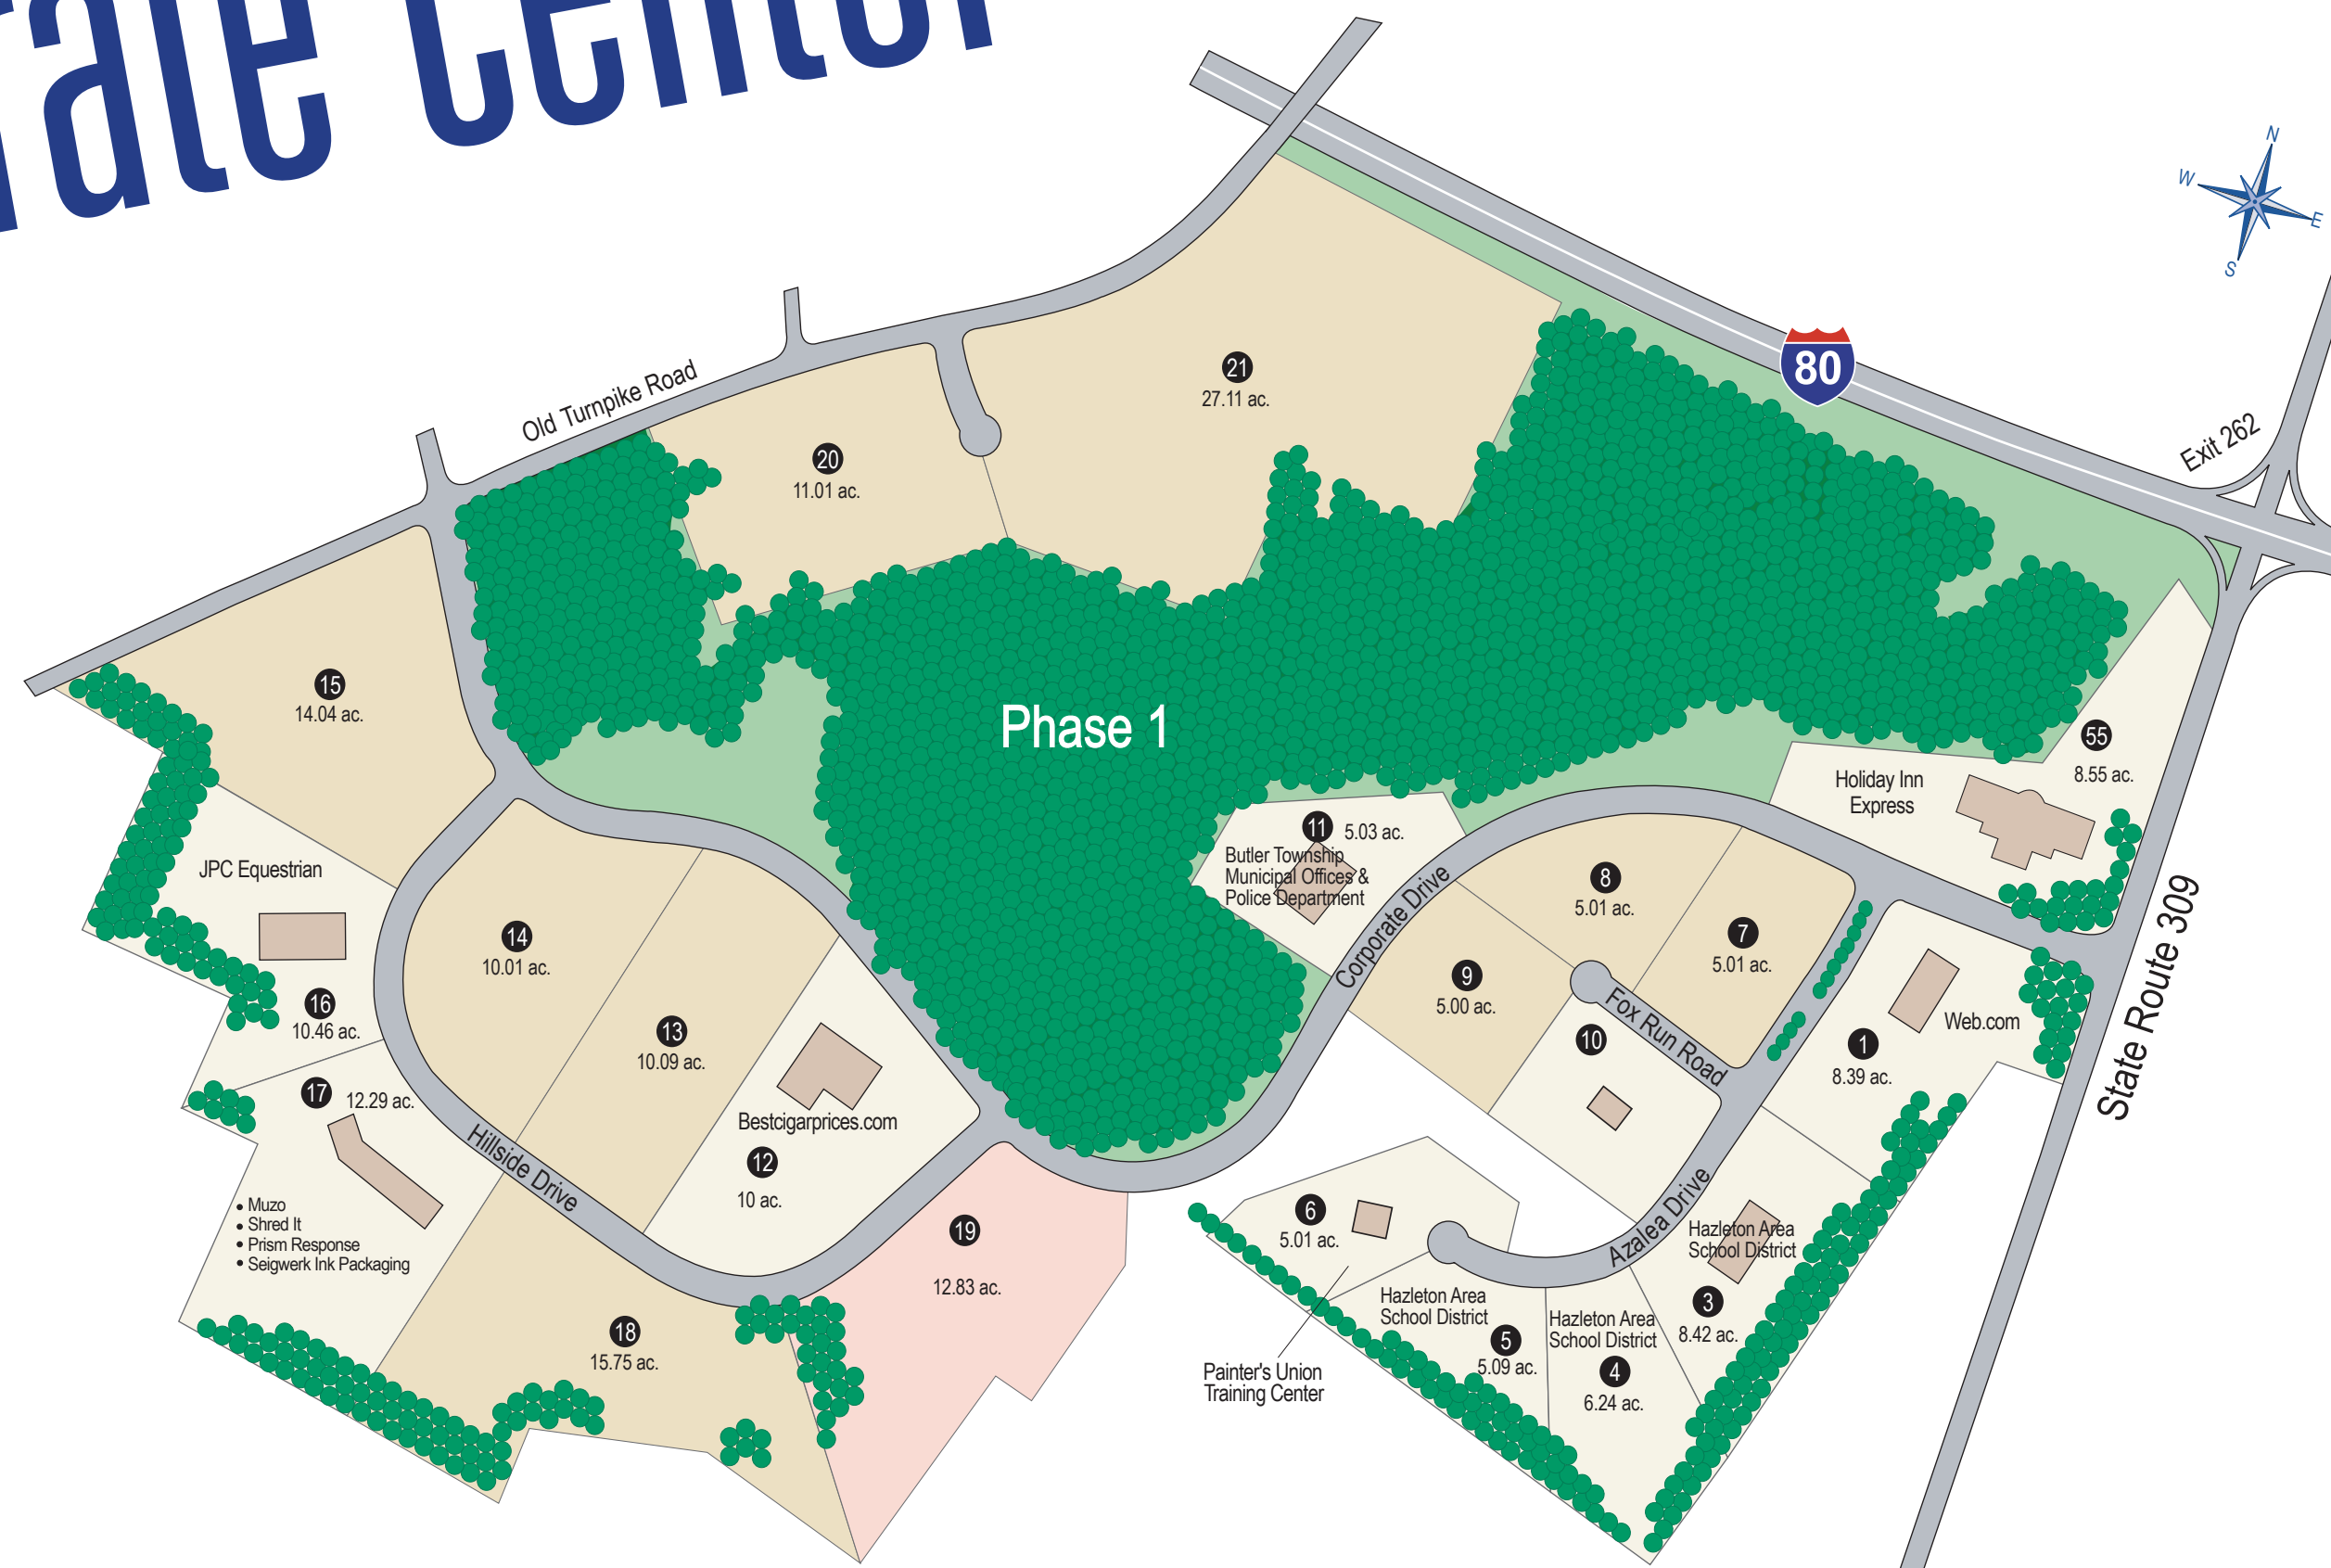 Center
N
W
E
S
80
Exit 262
Old Turnpike Road
21
27.11 ac.
20
11.01 ac.
15
14.04 ac.
Phase 1
55
8.55 ac.
Holiday Inn
Express
11
5.03 ac.
Butler Township
Municipal Offices &
Police Department
Corporate Drive
8
5.01 ac.
7
5.01 ac.
9
5.00 ac.
Fox Run Road
10
JPC Equestrian
16
10.46 ac.
14
10.01 ac.
13
10.09 ac.
Bestcigarprices.com
12
10 ac.
1
8.39 ac.
Web.com
State Route 309
17
12.29 ac.
Hillside Drive
• Muzo
• Shred It
• Prism Response
• Seigwerk Ink Packaging
18
15.75 ac.
19
12.83 ac.
6
5.01 ac.
Painter's Union
Training Center
Azalea Drive
Hazleton Area
School District
5
5.09 ac.
Hazleton Area
School District
4
6.24 ac.
Hazleton Area
School District
3
8.42 ac.